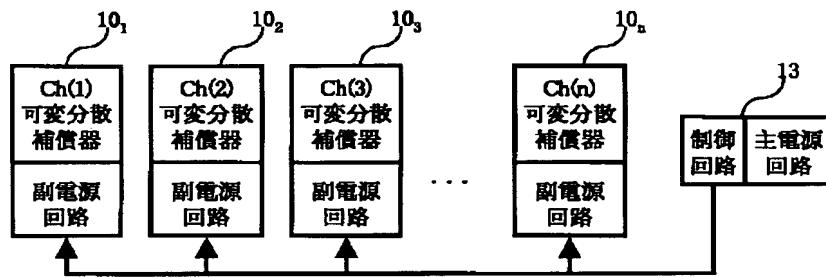 10₁
10₂
10₃
10ₙ
13
Ch(1)
可変分散
補償器
副電源
回路
Ch(2)
可変分散
補償器
副電源
回路
Ch(3)
可変分散
補償器
副電源
回路
...
Ch(n)
可変分散
補償器
副電源
回路
制御
回路
主電源
回路